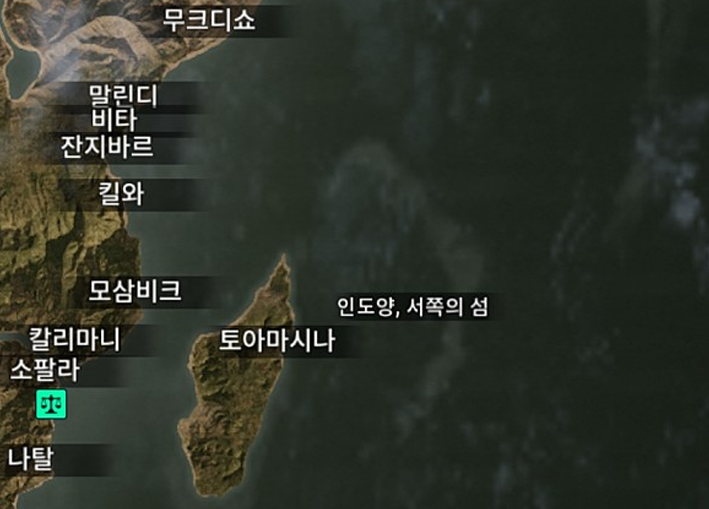 무크디쇼
말린디
비타
잔지바르
킬와
모삼비크
인도양, 서쪽의 섬
칼리마니
토아마시나
소팔라
나탈